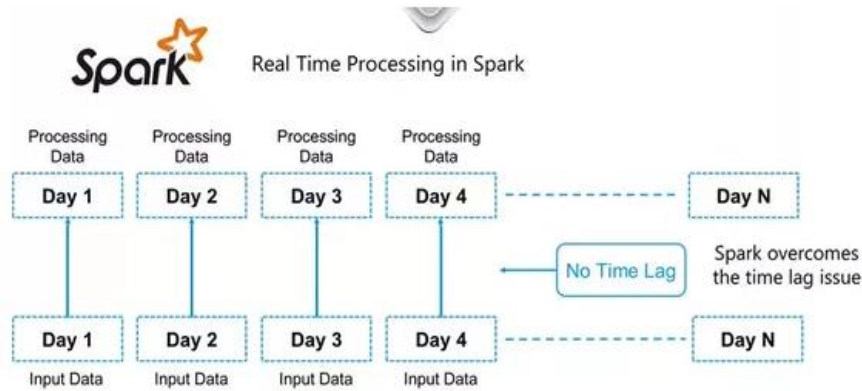 Spark
Real Time Processing in Spark
Processing Data
Processing Data
Processing Data
Processing Data
Day 1
Day 2
Day 3
Day 4
Day N
No Time Lag
Spark overcomes
the time lag issue
Day 1
Day 2
Day 3
Day 4
Day N
Input Data
Input Data
Input Data
Input Data